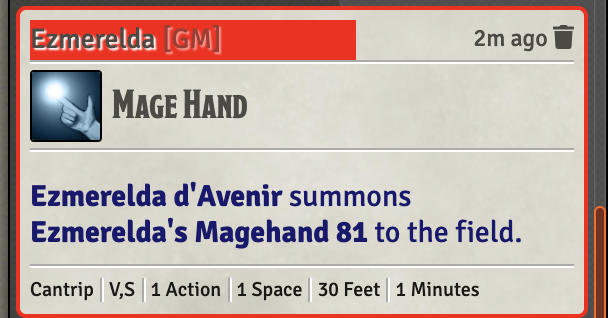 Ezmerelda [GM] 2m ago
Mage Hand
Ezmerelda d'Avenir summons
Ezmerelda's Magehand 81 to the field.
Cantrip V,S 1 Action 1 Space 30 Feet 1 Minutes